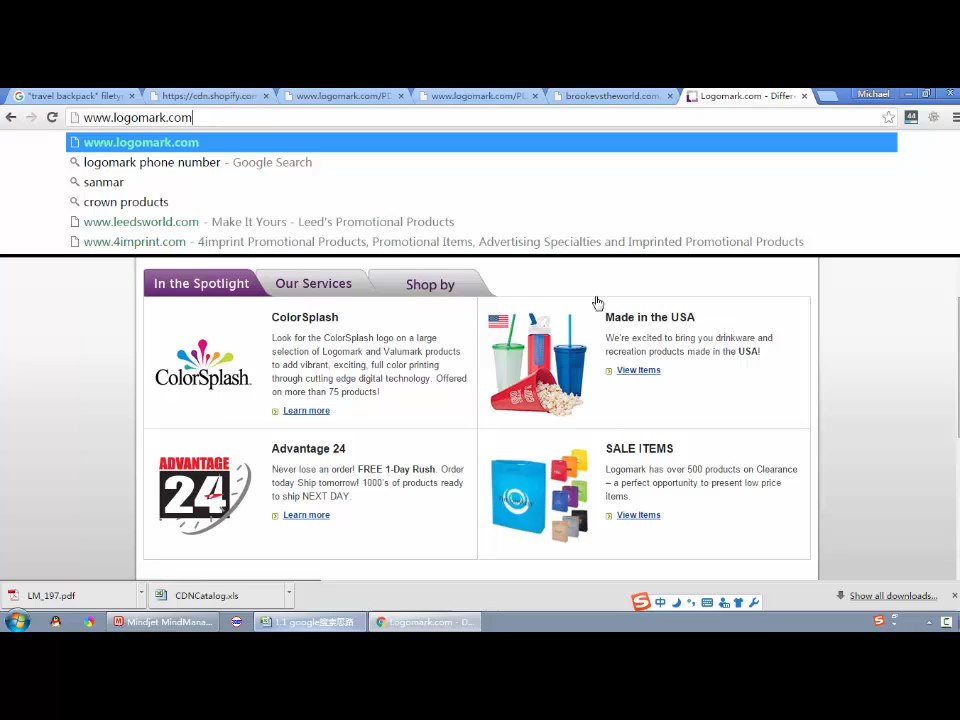 "travel backpack" filety
https://cdn.shopify.co
www.logomark.com/PD
www.logomark.com/PD
brookevstheworld.com/
Logomark.com - Differ
Michael
www.logomark.com
44
www.logomark.com
logomark phone number - Google Search
sanmar
crown products
www.leedsworld.com - Make It Yours - Leed's Promotional Products
www.4imprint.com - 4imprint Promotional Products, Promotional Items, Advertising Specialties and Imprinted Promotional Products
In the Spotlight
Our Services
Shop by
ColorSplash
Look for the ColorSplash logo on a large
selection of Logomark and Valumark products
to add vibrant, exciting, full color printing
through cutting edge digital technology. Offered
on more than 75 products!
Learn more
ColorSplash
Made in the USA
We're excited to bring you drinkware and
recreation products made in the USA!
View Items
Advantage 24
Never lose an order! FREE 1-Day Rush. Order
today Ship tomorrow! 1000's of products ready
to ship NEXT DAY.
Learn more
ADVANTAGE
24
SALE ITEMS
Logomark has over 500 products on Clearance
– a perfect opportunity to present low price
items.
View Items
LM_197.pdf
CDNCatalog.xls
中
Show all downloads...
Mindjet MindMana...
1.1 google搜索思路
Logomark.com - D...